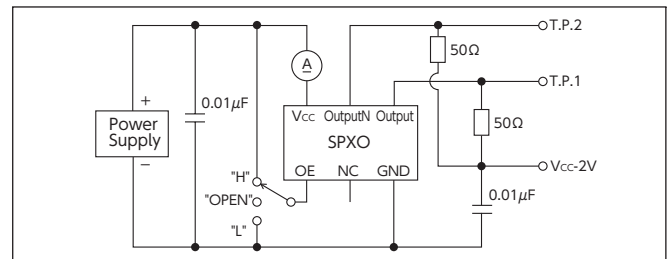 T.P.2
50Ω
A
T.P.1
+
0.01μF
Vcc OutputN Output
50Ω
Power
Supply
SPXO
−
"H"
OE NC GND
Vcc-2V
"OPEN"
0.01μF
"L"